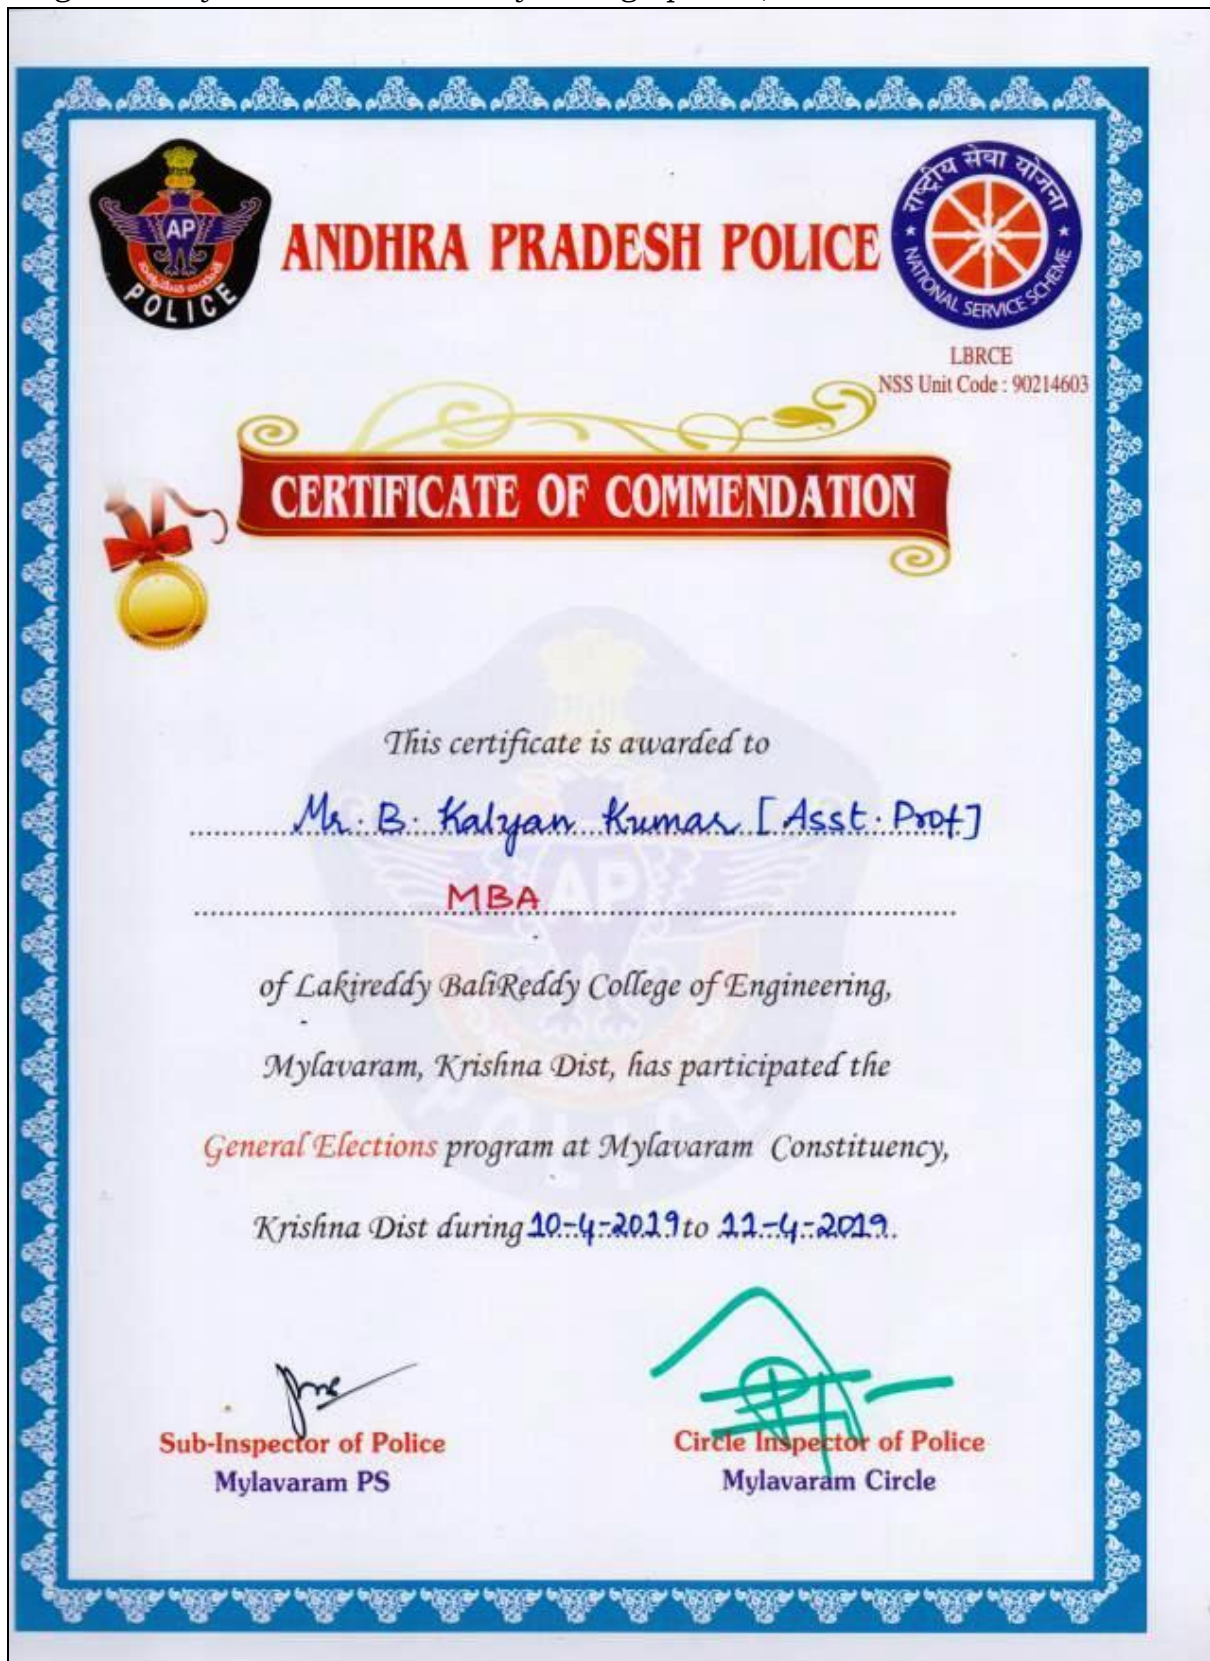 ANDHRA PRADESH POLICE
AP
POLICE
राष्ट्रीय सेवा योजना
NATIONAL SERVICE SCHEME
LBRCE
NSS Unit Code : 90214603
CERTIFICATE OF COMMENDATION
This certificate is awarded to
Mr. B. Kalyan Kumar [Asst. Prof]
MBA
of Lakireddy BaliReddy College of Engineering,
Mylavaram, Krishna Dist, has participated the
General Elections program at Mylavaram Constituency,
Krishna Dist during 10-4-2019 to 11-4-2019.
Sub-Inspector of Police
Mylavaram PS
Circle Inspector of Police
Mylavaram Circle